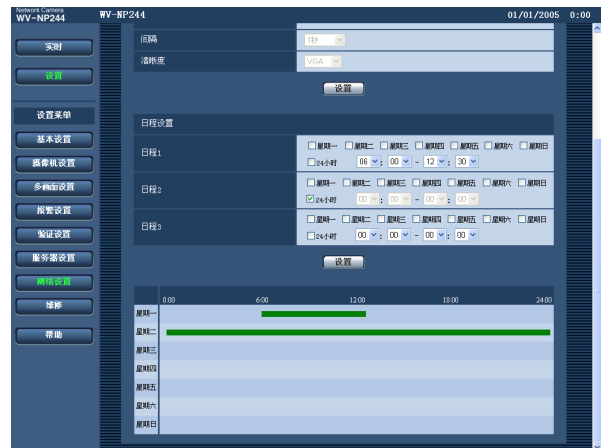 Network Camera
WV-NP244
WV-NP244 01/01/2005 0:00
实时
设置
设置菜单
基本设置
摄像机设置
多画面设置
报警设置
验证设置
服务器设置
网络设置
维修
帮助
间隔 1秒
清晰度 VGA
设置
日程设置
日程1 星期一 星期二 星期三 星期四 星期五 星期六 星期日
24小时 06 : 00 - 12 : 30
日程2 星期一 星期二 星期三 星期四 星期五 星期六 星期日
24小时 00 : 00 - 00 : 00
日程3 星期一 星期二 星期三 星期四 星期五 星期六 星期日
24小时 00 : 00 - 00 : 00
设置
0:00 6:00 12:00 18:00 24:00
星期一
星期二
星期三
星期四
星期五
星期六
星期日